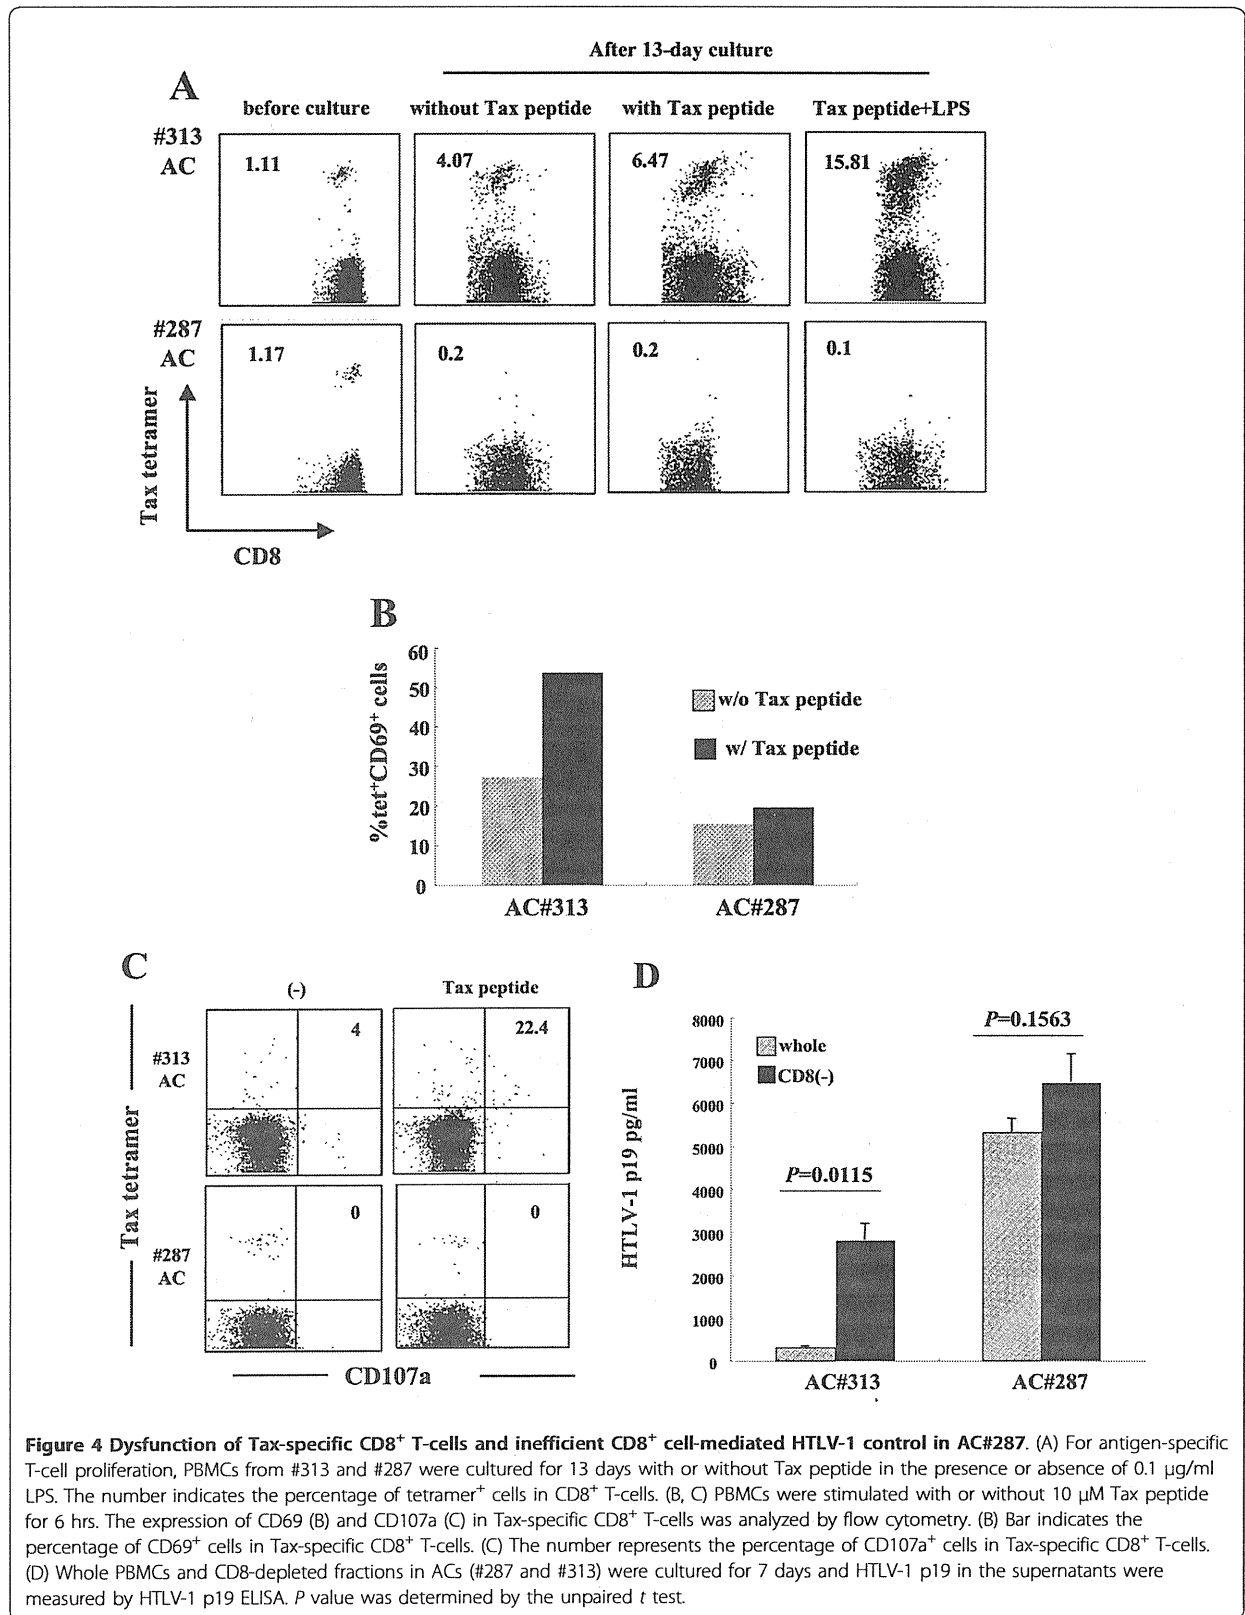 After 13-day culture
A
before culture
without Tax peptide
with Tax peptide
Tax peptide+LPS
#313
AC
1.11
4.07
6.47
15.81
#287
AC
1.17
0.2
0.2
0.1
Tax tetramer
CD8
B
%tet⁺CD69⁺ cells
60
50
40
30
20
10
0
w/o Tax peptide
w/ Tax peptide
AC#313
AC#287
C
(-)
Tax peptide
#313
AC
4
22.4
#287
AC
0
0
Tax tetramer
CD107a
D
HTLV-1 p19 pg/ml
8000
7000
6000
5000
4000
3000
2000
1000
0
whole
CD8(-)
P=0.0115
P=0.1563
AC#313
AC#287
Figure 4 Dysfunction of Tax-specific CD8⁺ T-cells and inefficient CD8⁺ cell-mediated HTLV-1 control in AC#287. (A) For antigen-specific
T-cell proliferation, PBMCs from #313 and #287 were cultured for 13 days with or without Tax peptide in the presence or absence of 0.1 μg/ml
LPS. The number indicates the percentage of tetramer⁺ cells in CD8⁺ T-cells. (B, C) PBMCs were stimulated with or without 10 μM Tax peptide
for 6 hrs. The expression of CD69 (B) and CD107a (C) in Tax-specific CD8⁺ T-cells was analyzed by flow cytometry. (B) Bar indicates the
percentage of CD69⁺ cells in Tax-specific CD8⁺ T-cells. (C) The number represents the percentage of CD107a⁺ cells in Tax-specific CD8⁺ T-cells.
(D) Whole PBMCs and CD8-depleted fractions in ACs (#287 and #313) were cultured for 7 days and HTLV-1 p19 in the supernatants were
measured by HTLV-1 p19 ELISA. P value was determined by the unpaired t test.